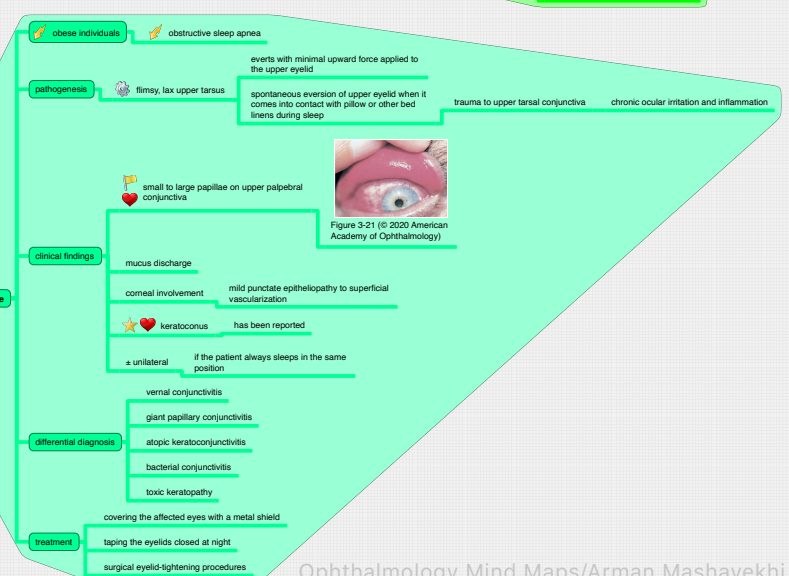 obese individuals
obstructive sleep apnea
pathogenesis
flimsy, lax upper tarsus
everts with minimal upward force applied to
the upper eyelid
spontaneous eversion of upper eyelid when it
comes into contact with pillow or other bed
linens during sleep
trauma to upper tarsal conjunctiva
chronic ocular irritation and inflammation
clinical findings
small to large papillae on upper palpebral
conjunctiva
Figure 3-21 (© 2020 American
Academy of Ophthalmology)
mucus discharge
corneal involvement
mild punctate epitheliopathy to superficial
vascularization
keratoconus
has been reported
± unilateral
if the patient always sleeps in the same
position
differential diagnosis
vernal conjunctivitis
giant papillary conjunctivitis
atopic keratoconjunctivitis
bacterial conjunctivitis
toxic keratopathy
treatment
covering the affected eyes with a metal shield
taping the eyelids closed at night
surgical eyelid-tightening procedures
Ophthalmology Mind Maps/Arman Mashayekhi